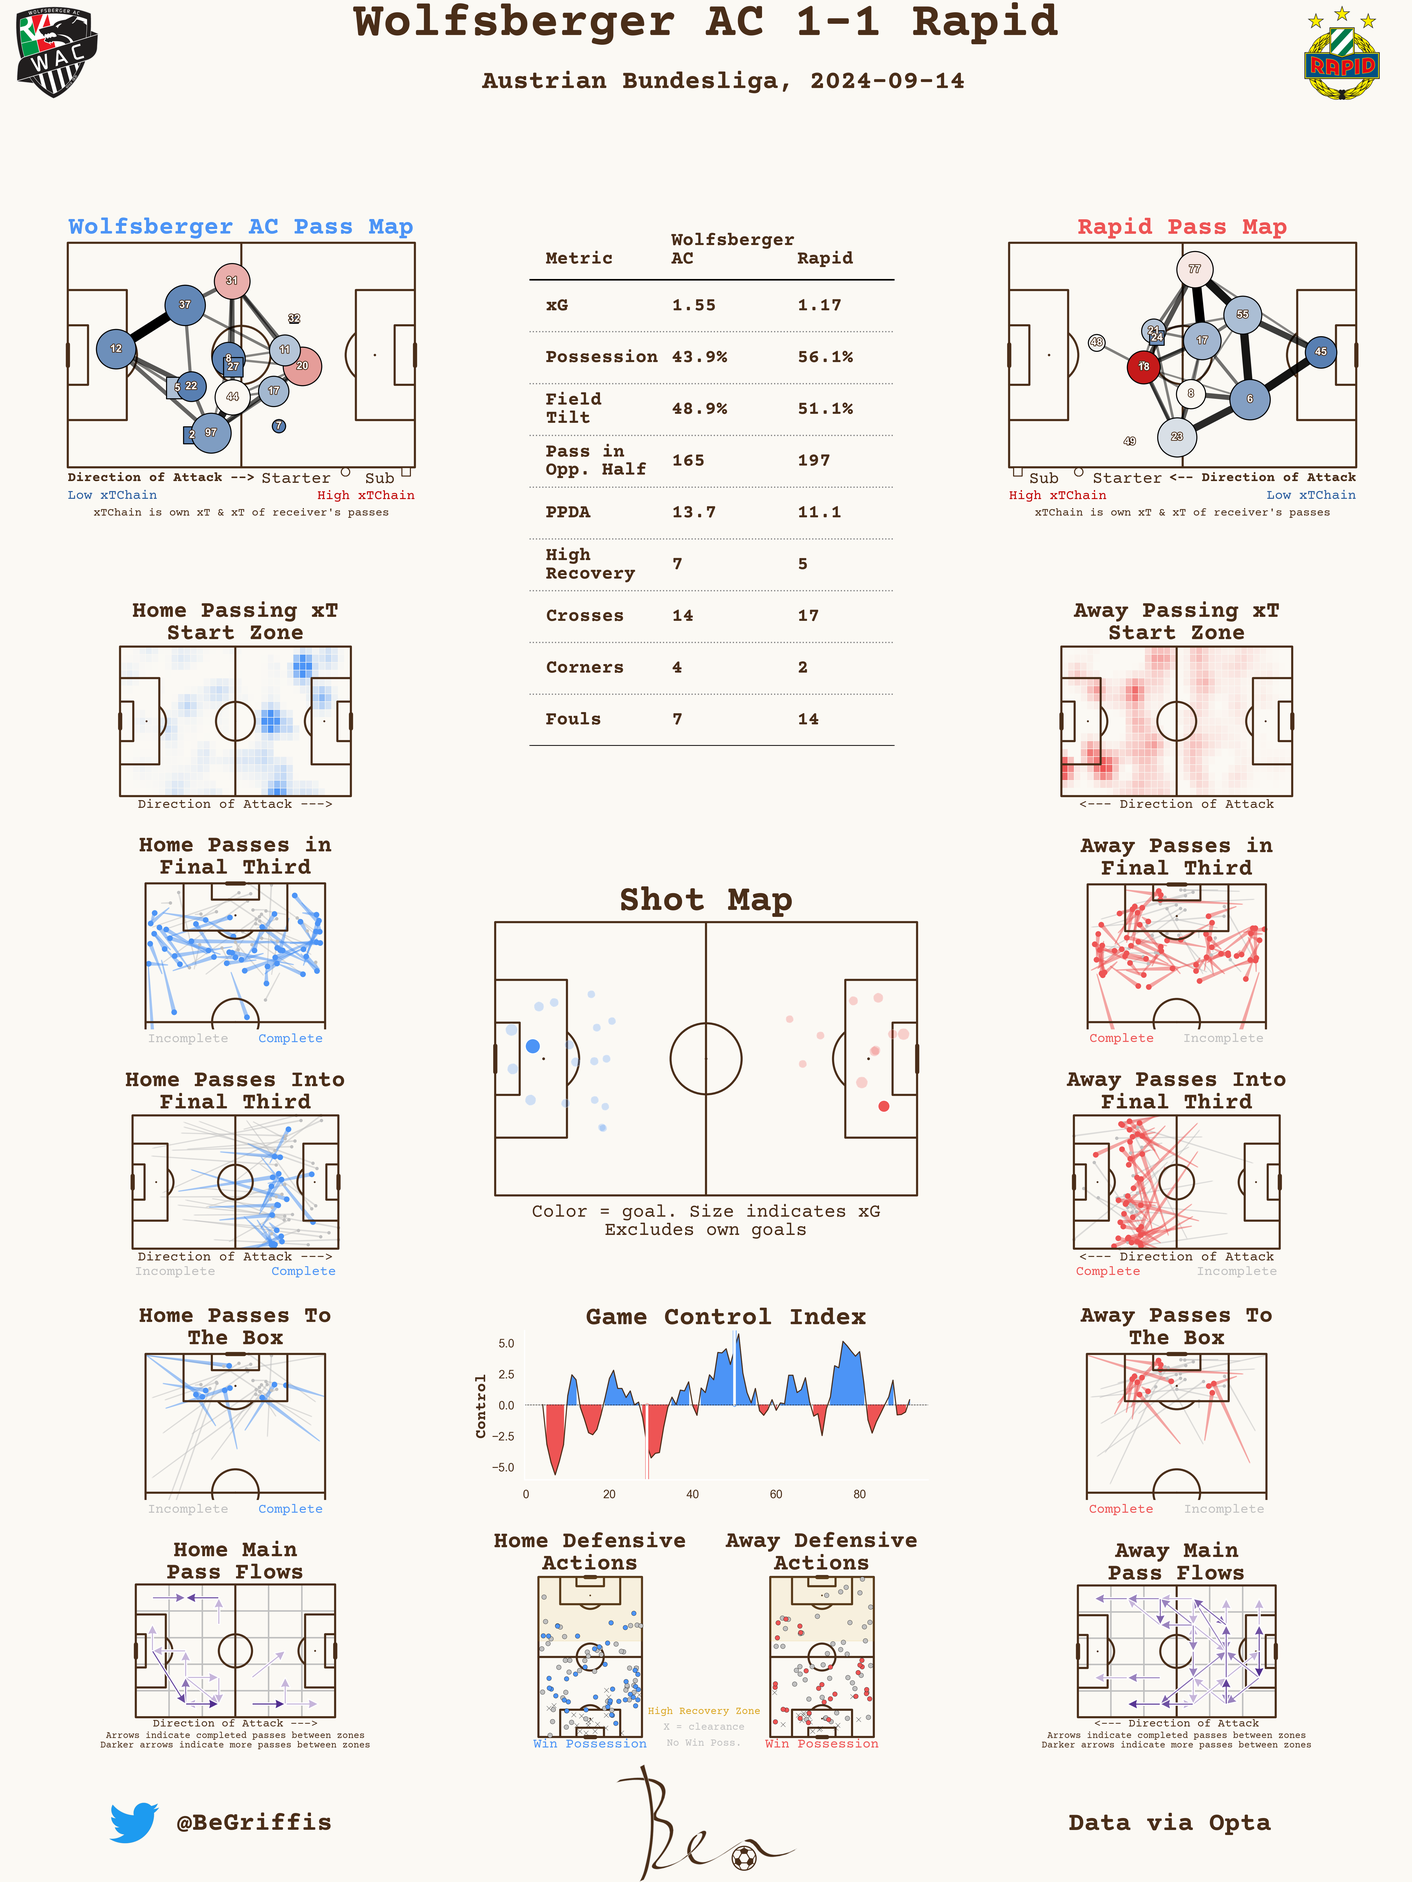 Wolfsberger AC 1-1 Rapid
Austrian Bundesliga, 2024-09-14
WOLFSBERGER AC
WAC
RAPID
Wolfsberger AC Pass Map
31
37
32
12
11
8
27
20
5
22
44
17
7
2
97
Direction of Attack --> Starter Sub
Low xTChain High xTChain
xTChain is own xT & xT of receiver's passes
Metric Wolfsberger AC Rapid
xG 1.55 1.17
Possession 43.9% 56.1%
Field Tilt 48.9% 51.1%
Pass in Opp. Half 165 197
PPDA 13.7 11.1
High Recovery 7 5
Crosses 14 17
Corners 4 2
Fouls 7 14
Rapid Pass Map
77
55
21
24
48
17
45
18
8
6
49
23
Sub Starter <-- Direction of Attack
High xTChain Low xTChain
xTChain is own xT & xT of receiver's passes
Home Passing xT
Start Zone
Direction of Attack --->
Away Passing xT
Start Zone
<--- Direction of Attack
Home Passes in
Final Third
Incomplete Complete
Away Passes in
Final Third
Complete Incomplete
Shot Map
Color = goal. Size indicates xG
Excludes own goals
Home Passes Into
Final Third
Direction of Attack --->
Incomplete Complete
Away Passes Into
Final Third
<--- Direction of Attack
Complete Incomplete
Home Passes To
The Box
Incomplete Complete
Game Control Index
Control
5.0
2.5
0.0
−2.5
−5.0
0 20 40 60 80
Away Passes To
The Box
Complete Incomplete
Home Main
Pass Flows
Direction of Attack --->
Arrows indicate completed passes between zones
Darker arrows indicate more passes between zones
Home Defensive
Actions
Win Possession
High Recovery Zone
X = clearance
No Win Poss.
Away Defensive
Actions
Win Possession
Away Main
Pass Flows
<--- Direction of Attack
Arrows indicate completed passes between zones
Darker arrows indicate more passes between zones
@BeGriffis
Ben
Data via Opta